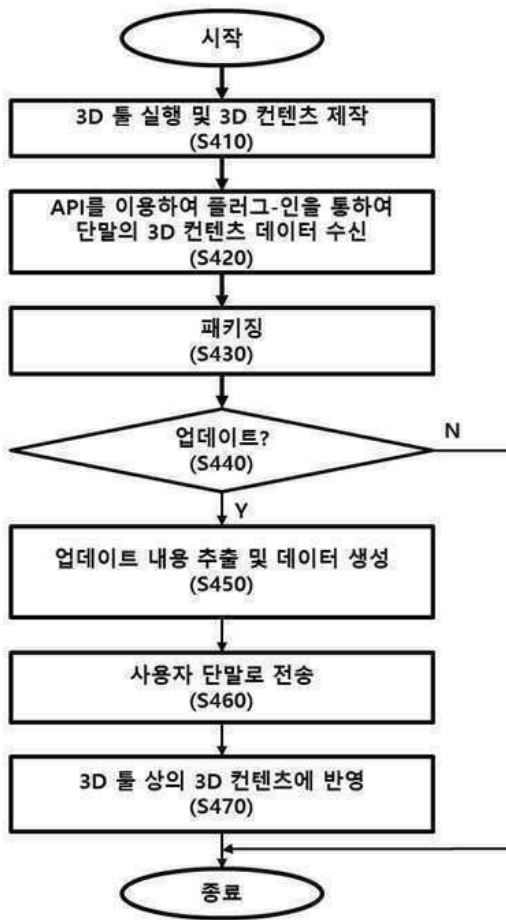 시작
3D 툴 실행 및 3D 컨텐츠 제작
(S410)
API를 이용하여 플러그-인을 통하여
단말의 3D 컨텐츠 데이터 수신
(S420)
패키징
(S430)
업데이트?
(S440)
N
Y
업데이트 내용 추출 및 데이터 생성
(S450)
사용자 단말로 전송
(S460)
3D 툴 상의 3D 컨텐츠에 반영
(S470)
종료